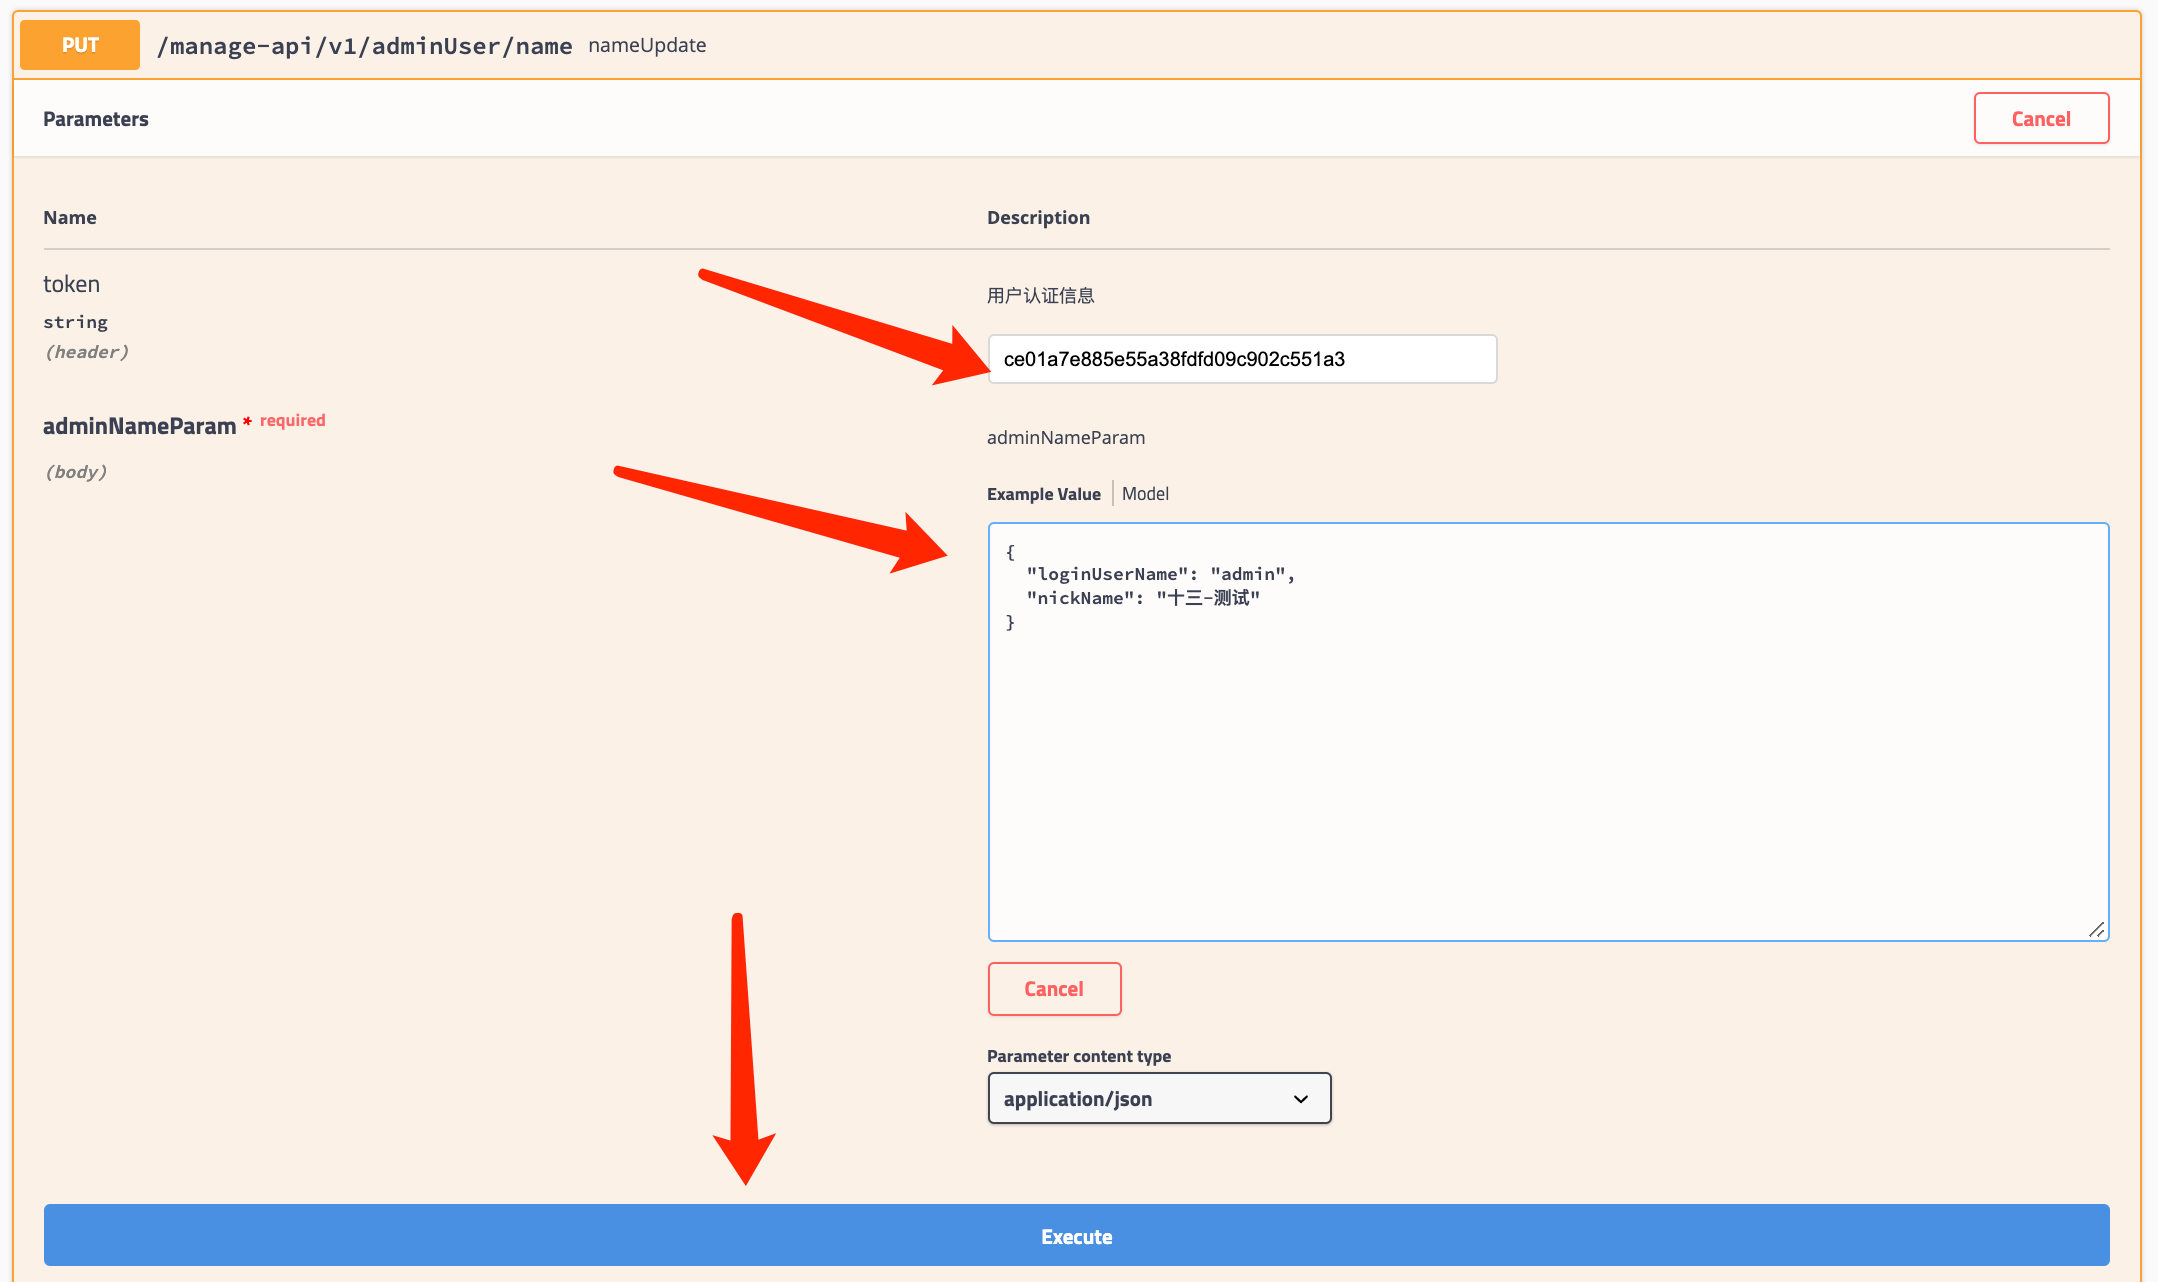 PUT /manage-api/v1/adminUser/name nameUpdate
Parameters Cancel
Name Description
token
string
(header)
用户认证信息
ce01a7e885e55a38fdfd09c902c551a3
adminNameParam * required
(body)
adminNameParam
Example Value Model
{
  "loginUserName": "admin",
  "nickName": "十三-测试"
}
Cancel
Parameter content type
application/json
Execute